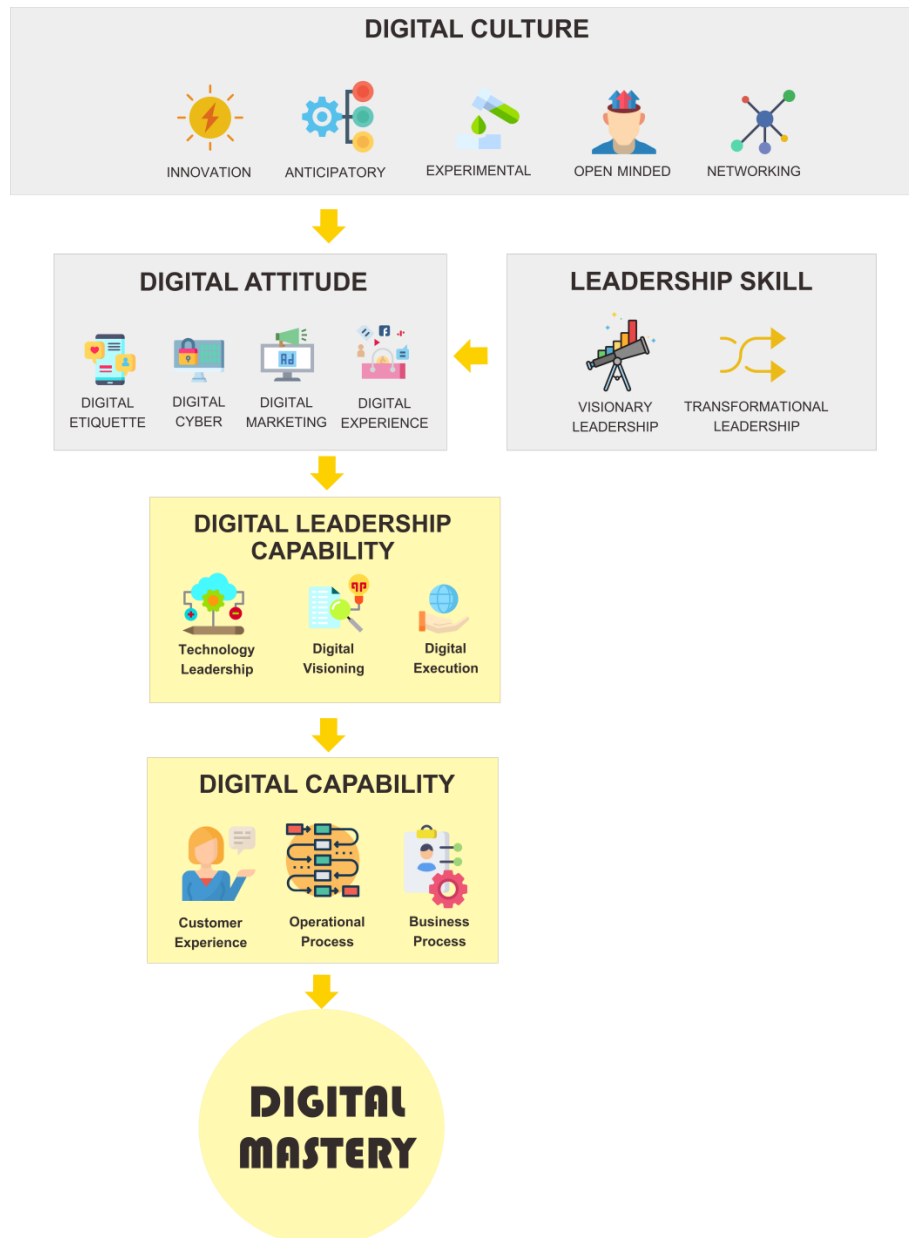 DIGITAL CULTURE
INNOVATION
ANTICIPATORY
EXPERIMENTAL
OPEN MINDED
NETWORKING
DIGITAL ATTITUDE
DIGITAL
ETIQUETTE
DIGITAL
CYBER
Ad
DIGITAL
MARKETING
DIGITAL
EXPERIENCE
LEADERSHIP SKILL
VISIONARY
LEADERSHIP
TRANSFORMATIONAL
LEADERSHIP
DIGITAL LEADERSHIP
CAPABILITY
Technology
Leadership
Digital
Visioning
Digital
Execution
DIGITAL CAPABILITY
Customer
Experience
Operational
Process
Business
Process
DIGITAL
MASTERY